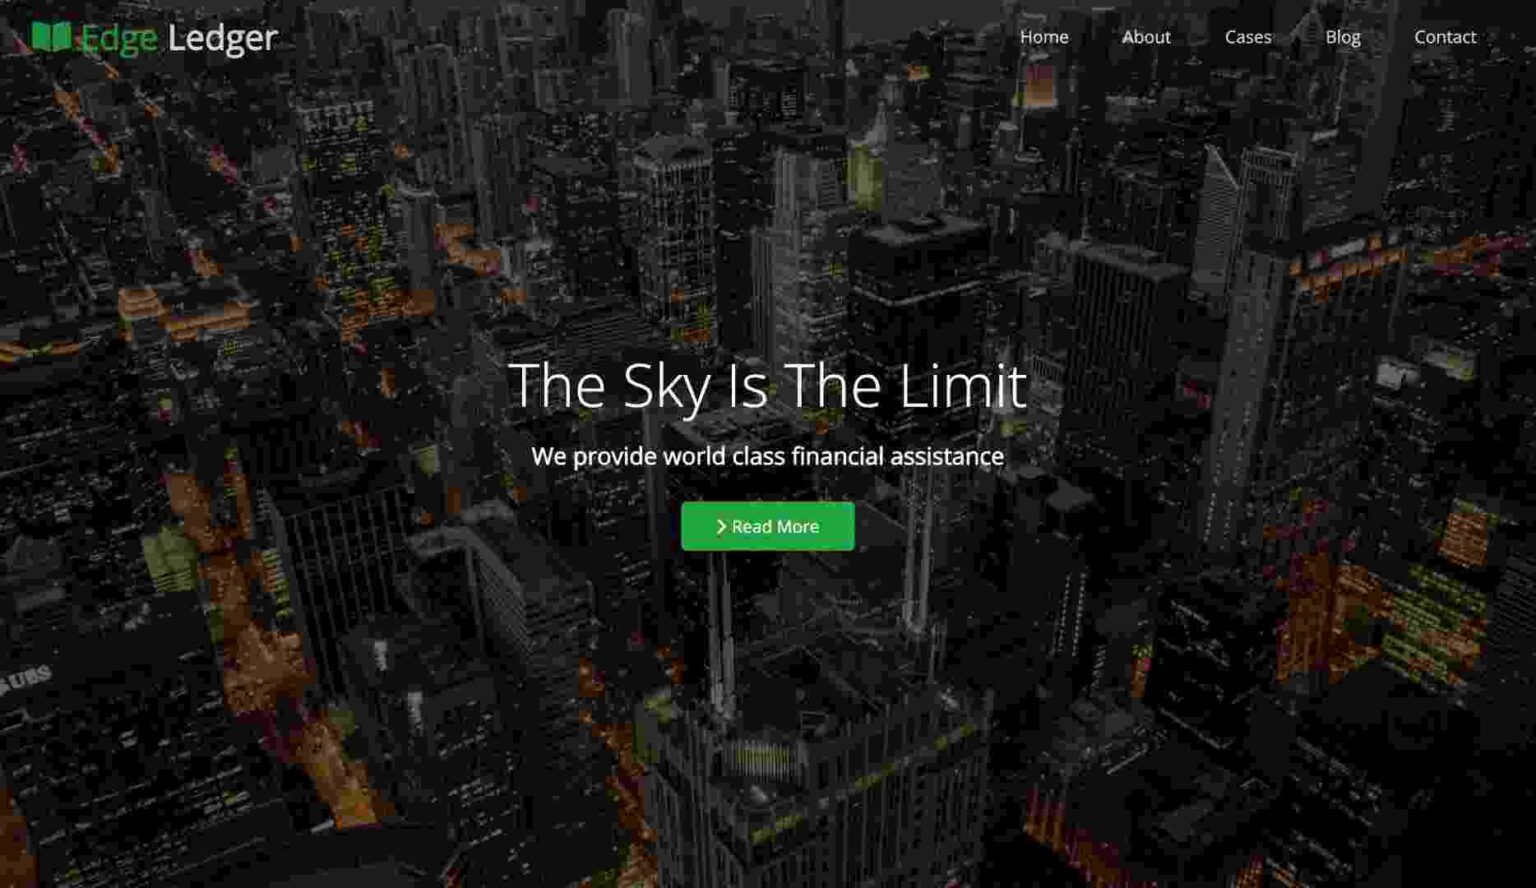 Edge Ledger
Home About Cases Blog Contact
The Sky Is The Limit
We provide world class financial assistance
Read More